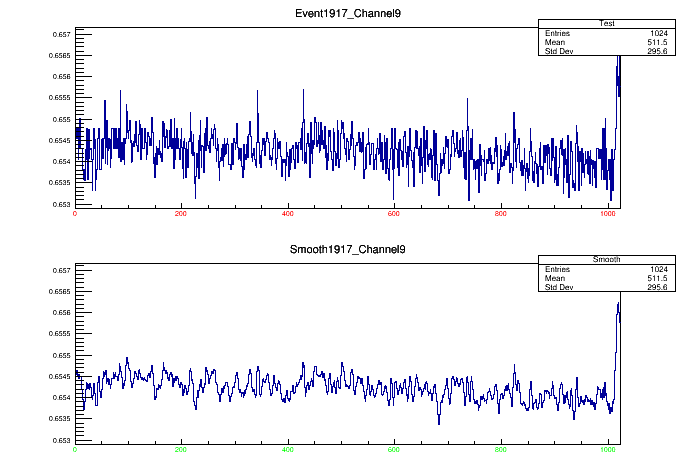 Event1917_Channel9
Test
Entries 1024
Mean 511.5
Std Dev 295.6
0.657
0.6565
0.656
0.6555
0.655
0.6545
0.654
0.6535
0.653
0 200 400 600 800 1000
Smooth1917_Channel9
Smooth
Entries 1024
Mean 511.5
Std Dev 295.6
0.657
0.6565
0.656
0.6555
0.655
0.6545
0.654
0.6535
0.653
0 200 400 600 800 1000